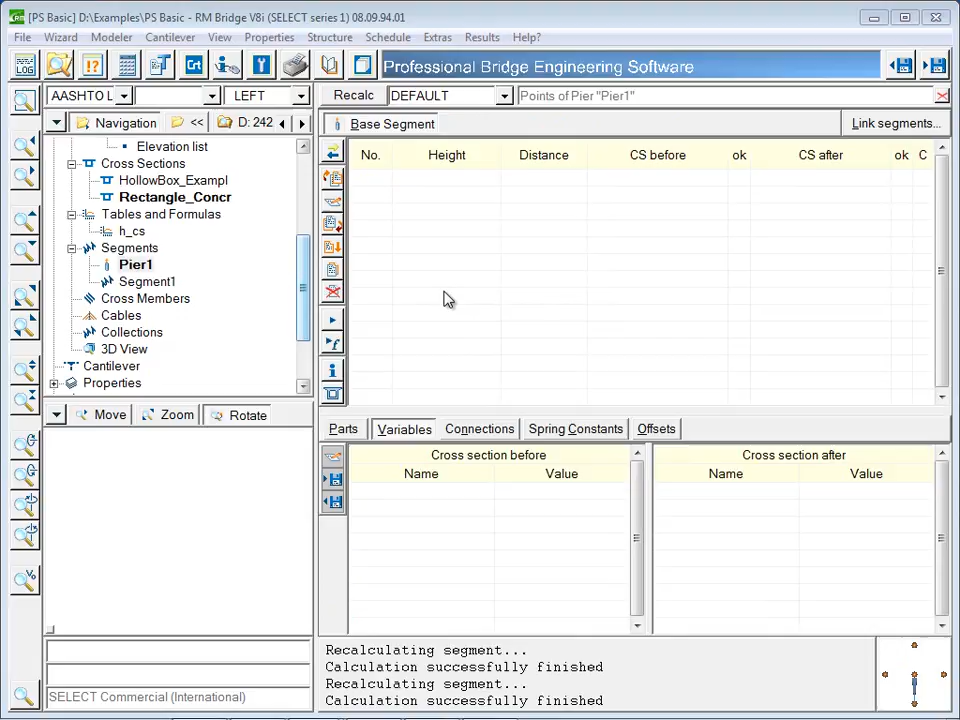 [PS Basic] D:\Examples\PS Basic - RM Bridge V8i (SELECT series 1) 08.09.94.01
File Wizard Modeler Cantilever View Properties Structure Schedule Extras Results Help?
LOG Crt Professional Bridge Engineering Software
AASHTO L LEFT Recalc DEFAULT Points of Pier "Pier1"
Navigation << D: 242 Base Segment Link segments...
Elevation list
Cross Sections
HollowBox_Exampl
Rectangle_Concr
Tables and Formulas
h_cs
Segments
Pier1
Segment1
Cross Members
Cables
Collections
3D View
Cantilever
Properties
No. Height Distance CS before ok CS after ok C
Move Zoom Rotate
Parts Variables Connections Spring Constants Offsets
Cross section before Cross section after
Name Value Name Value
Recalculating segment...
Calculation successfully finished
Recalculating segment...
Calculation successfully finished
SELECT Commercial (International)